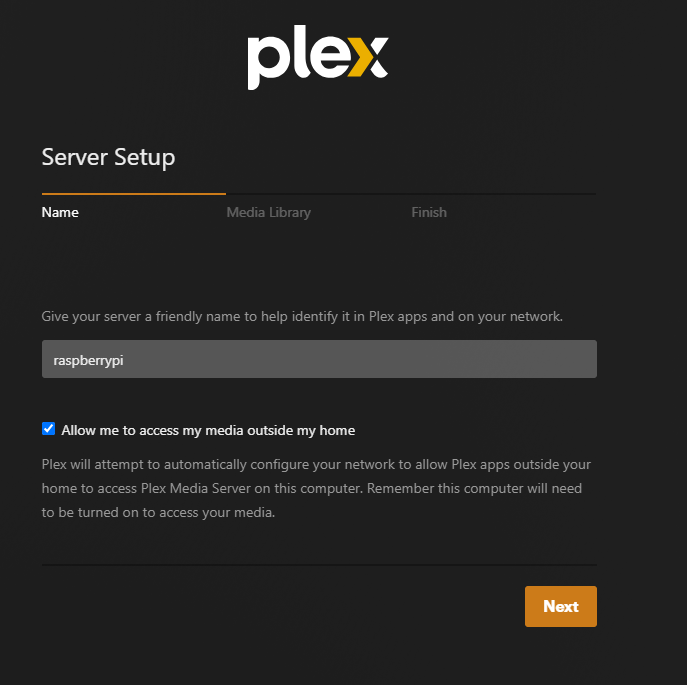 plex
Server Setup
Name Media Library Finish
Give your server a friendly name to help identify it in Plex apps and on your network.
raspberrypi
Allow me to access my media outside my home
Plex will attempt to automatically configure your network to allow Plex apps outside your
home to access Plex Media Server on this computer. Remember this computer will need
to be turned on to access your media.
Next